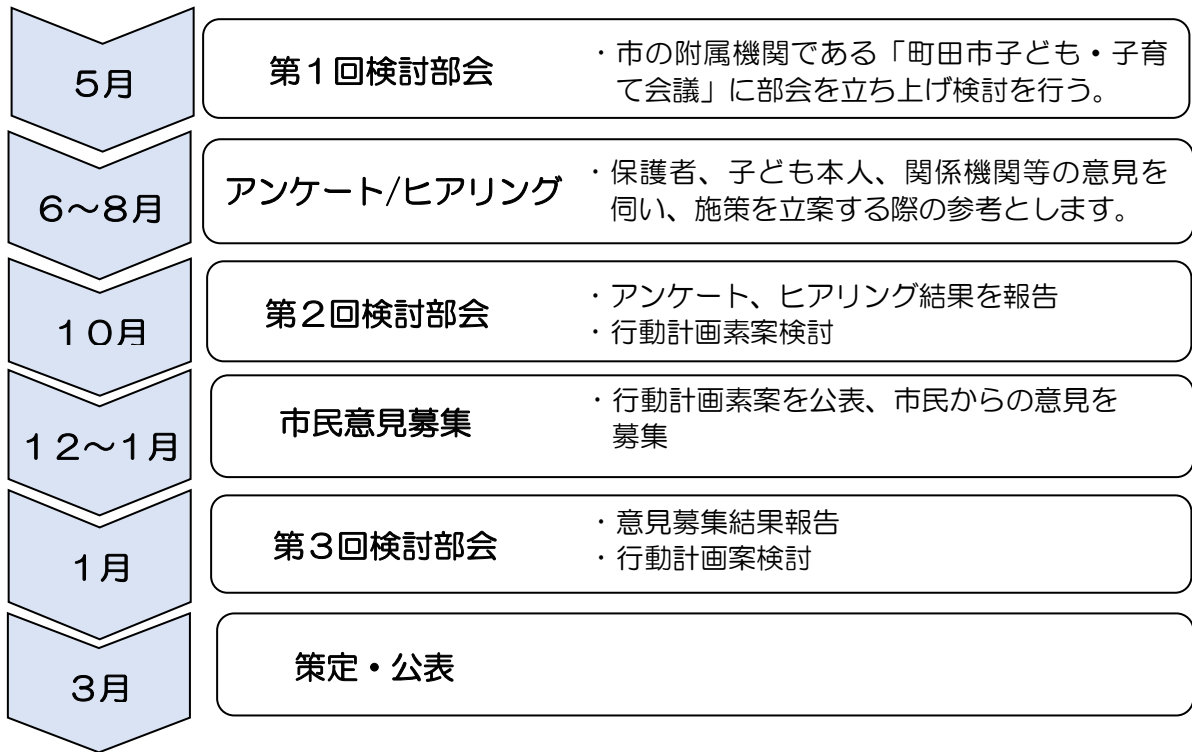 5月
第1回検討部会
・市の附属機関である「町田市子ども・子育
て会議」に部会を立ち上げ検討を行う。
6~8月
アンケート/ヒアリング
・保護者、子ども本人、関係機関等の意見を
伺い、施策を立案する際の参考とします。
10月
第2回検討部会
・アンケート、ヒアリング結果を報告
・行動計画素案検討
12~1月
市民意見募集
・行動計画素案を公表、市民からの意見を
募集
1月
第3回検討部会
・意見募集結果報告
・行動計画案検討
3月
策定・公表